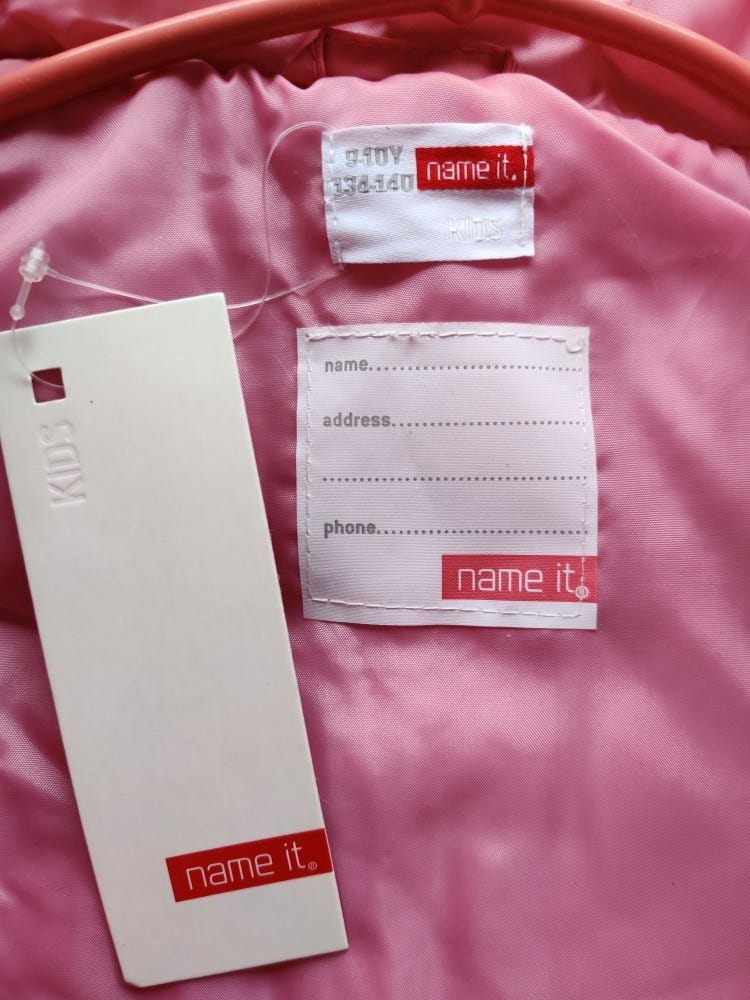 9-10Y
134-140
name it.
KIDS
name..............................
address..............................
..............................
phone..............................
name it.®
KIDS
name it®